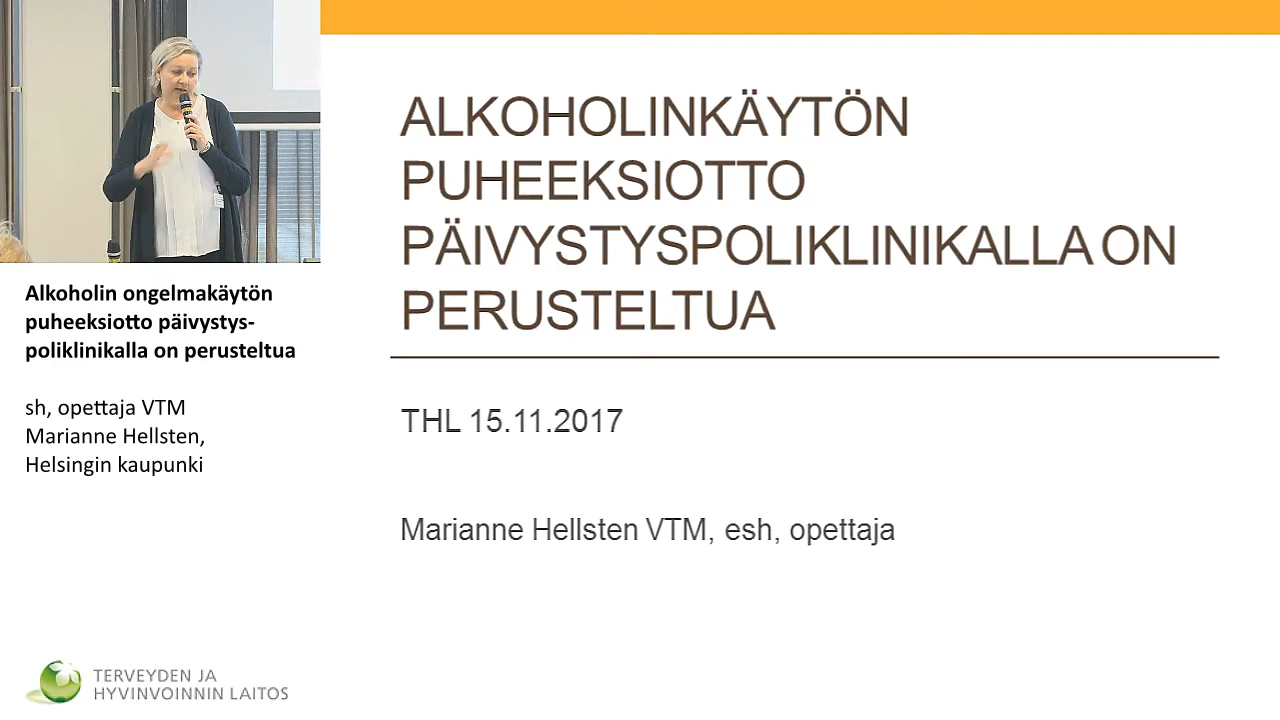 ALKOHOLINKÄYTÖN
PUHEEKSIOTTO
PÄIVYSTYSPOLIKLINIKALLA ON
PERUSTELTUA
THL 15.11.2017
Marianne Hellsten VTM, esh, opettaja
Alkoholin ongelmakäytön
puheeksiotto päivystys-
poliklinikalla on perusteltua
sh, opettaja VTM
Marianne Hellsten,
Helsingin kaupunki
TERVEYDEN JA
HYVINVOINNIN LAITOS